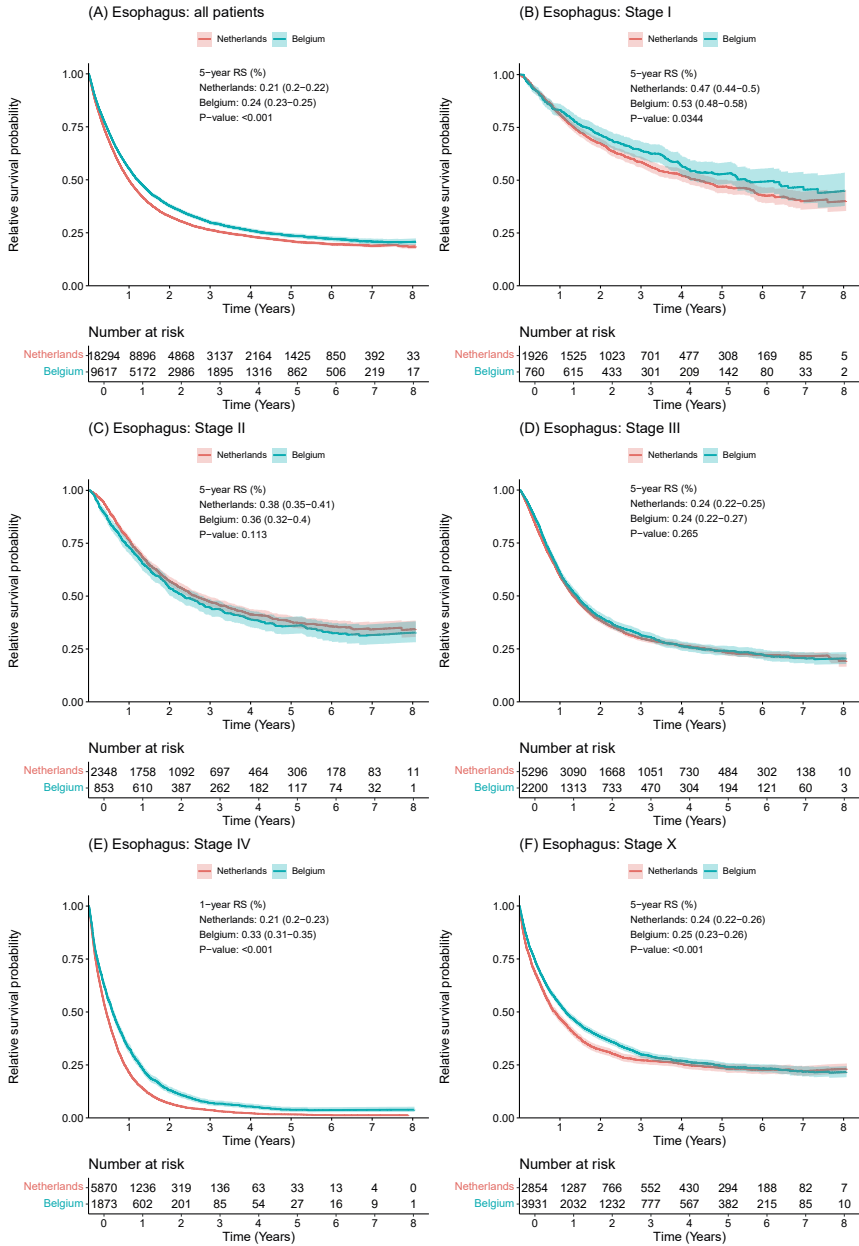 (A) Esophagus: all patients
Netherlands Belgium
5−year RS (%)
Netherlands: 0.21 (0.2−0.22)
Belgium: 0.24 (0.23−0.25)
P−value: <0.001
Relative survival probability
1.00
0.75
0.50
0.25
0.00
1 2 3 4 5 6 7 8
Time (Years)
Number at risk
Netherlands 18294 8896 4868 3137 2164 1425 850 392 33
Belgium 9617 5172 2986 1895 1316 862 506 219 17
0 1 2 3 4 5 6 7 8
Time (Years)
(B) Esophagus: Stage I
Netherlands Belgium
5−year RS (%)
Netherlands: 0.47 (0.44−0.5)
Belgium: 0.53 (0.48−0.58)
P−value: 0.0344
Relative survival probability
1.00
0.75
0.50
0.25
0.00
1 2 3 4 5 6 7 8
Time (Years)
Number at risk
Netherlands 1926 1525 1023 701 477 308 169 85 5
Belgium 760 615 433 301 209 142 80 33 2
0 1 2 3 4 5 6 7 8
Time (Years)
(C) Esophagus: Stage II
Netherlands Belgium
5−year RS (%)
Netherlands: 0.38 (0.35−0.41)
Belgium: 0.36 (0.32−0.4)
P−value: 0.113
Relative survival probability
1.00
0.75
0.50
0.25
0.00
1 2 3 4 5 6 7 8
Time (Years)
Number at risk
Netherlands 2348 1758 1092 697 464 306 178 83 11
Belgium 853 610 387 262 182 117 74 32 1
0 1 2 3 4 5 6 7 8
Time (Years)
(D) Esophagus: Stage III
Netherlands Belgium
5−year RS (%)
Netherlands: 0.24 (0.22−0.25)
Belgium: 0.24 (0.22−0.27)
P−value: 0.265
Relative survival probability
1.00
0.75
0.50
0.25
0.00
1 2 3 4 5 6 7 8
Time (Years)
Number at risk
Netherlands 5296 3090 1668 1051 730 484 302 138 10
Belgium 2200 1313 733 470 304 194 121 60 3
0 1 2 3 4 5 6 7 8
Time (Years)
(E) Esophagus: Stage IV
Netherlands Belgium
1−year RS (%)
Netherlands: 0.21 (0.2−0.23)
Belgium: 0.33 (0.31−0.35)
P−value: <0.001
Relative survival probability
1.00
0.75
0.50
0.25
0.00
1 2 3 4 5 6 7 8
Time (Years)
Number at risk
Netherlands 5870 1236 319 136 63 33 13 4 0
Belgium 1873 602 201 85 54 27 16 9 1
0 1 2 3 4 5 6 7 8
Time (Years)
(F) Esophagus: Stage X
Netherlands Belgium
5−year RS (%)
Netherlands: 0.24 (0.22−0.26)
Belgium: 0.25 (0.23−0.26)
P−value: <0.001
Relative survival probability
1.00
0.75
0.50
0.25
0.00
1 2 3 4 5 6 7 8
Time (Years)
Number at risk
Netherlands 2854 1287 766 552 430 294 188 82 7
Belgium 3931 2032 1232 777 567 382 215 85 10
0 1 2 3 4 5 6 7 8
Time (Years)